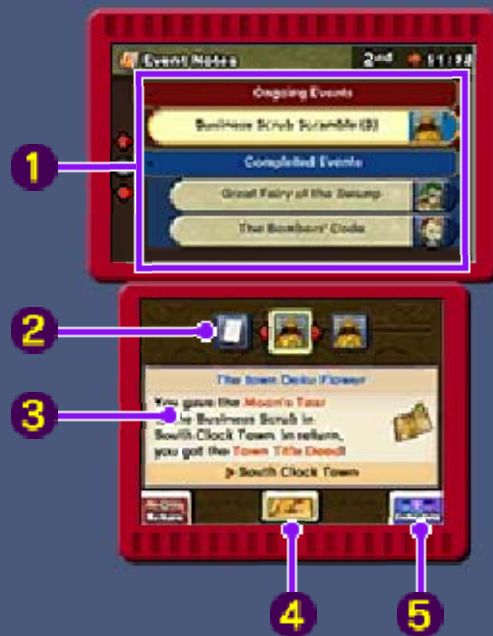 Event Notes
2nd
Ongoing Events
Business Scrub Scramble (3)
Completed Events
Great Fairy of the Swamp
The Bombers' Code
1
2
The Town Deku Flower
You gave the Moon's Tear
to the Business Scrub in
South Clock Town. In return,
you got the Town Title Deed!
South Clock Town
Return
3
4
5